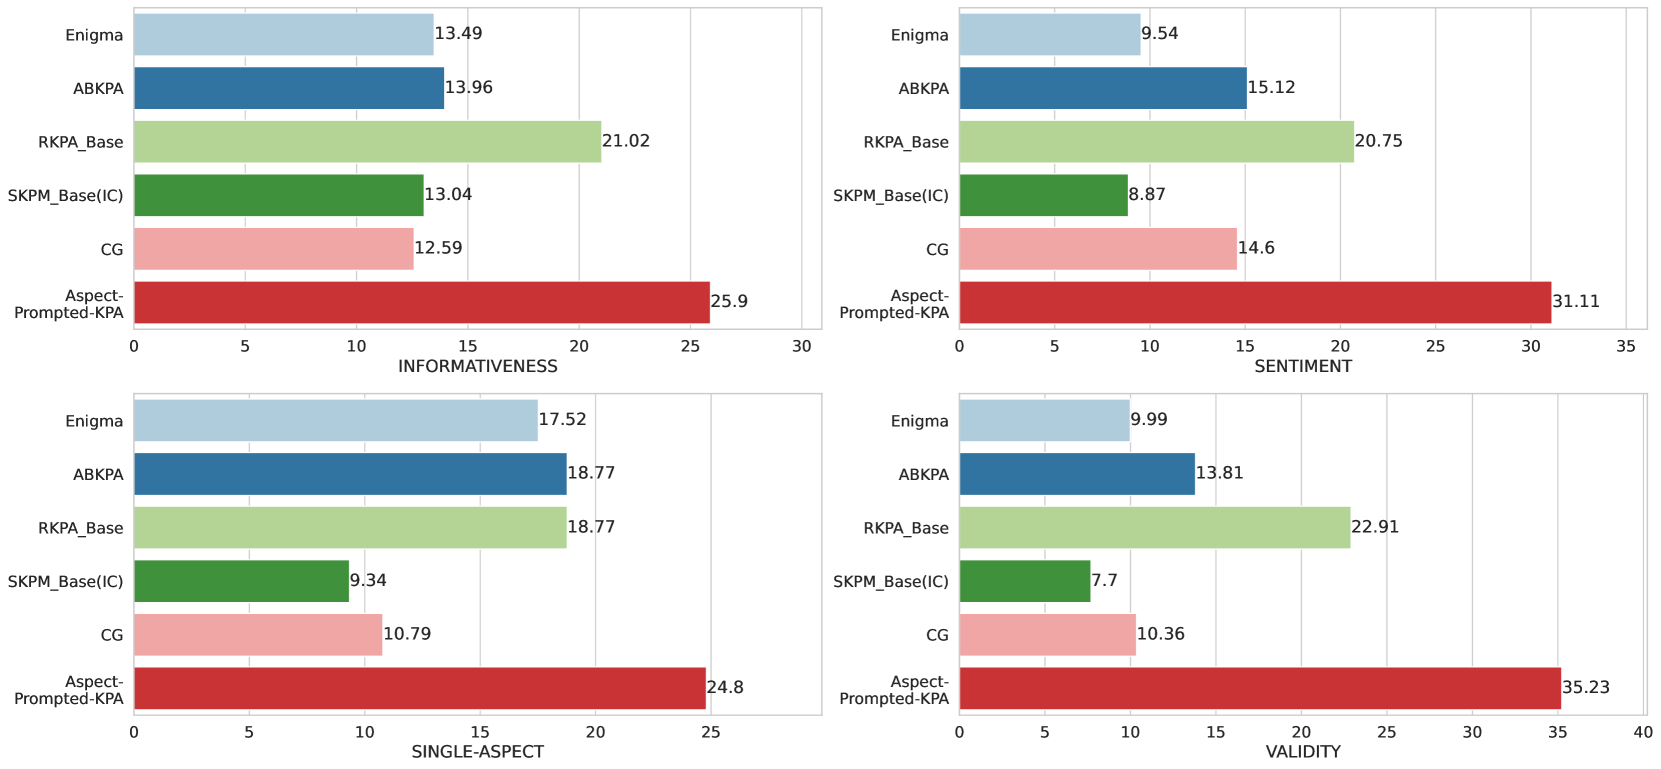 Enigma
13.49
ABKPA
13.96
RKPA_Base
21.02
SKPM_Base(IC)
13.04
CG
12.59
Aspect-
Prompted-KPA
25.9
0 5 10 15 20 25 30
INFORMATIVENESS
Enigma
9.54
ABKPA
15.12
RKPA_Base
20.75
SKPM_Base(IC)
8.87
CG
14.6
Aspect-
Prompted-KPA
31.11
0 5 10 15 20 25 30 35
SENTIMENT
Enigma
17.52
ABKPA
18.77
RKPA_Base
18.77
SKPM_Base(IC)
9.34
CG
10.79
Aspect-
Prompted-KPA
24.8
0 5 10 15 20 25
SINGLE-ASPECT
Enigma
9.99
ABKPA
13.81
RKPA_Base
22.91
SKPM_Base(IC)
7.7
CG
10.36
Aspect-
Prompted-KPA
35.23
0 5 10 15 20 25 30 35 40
VALIDITY